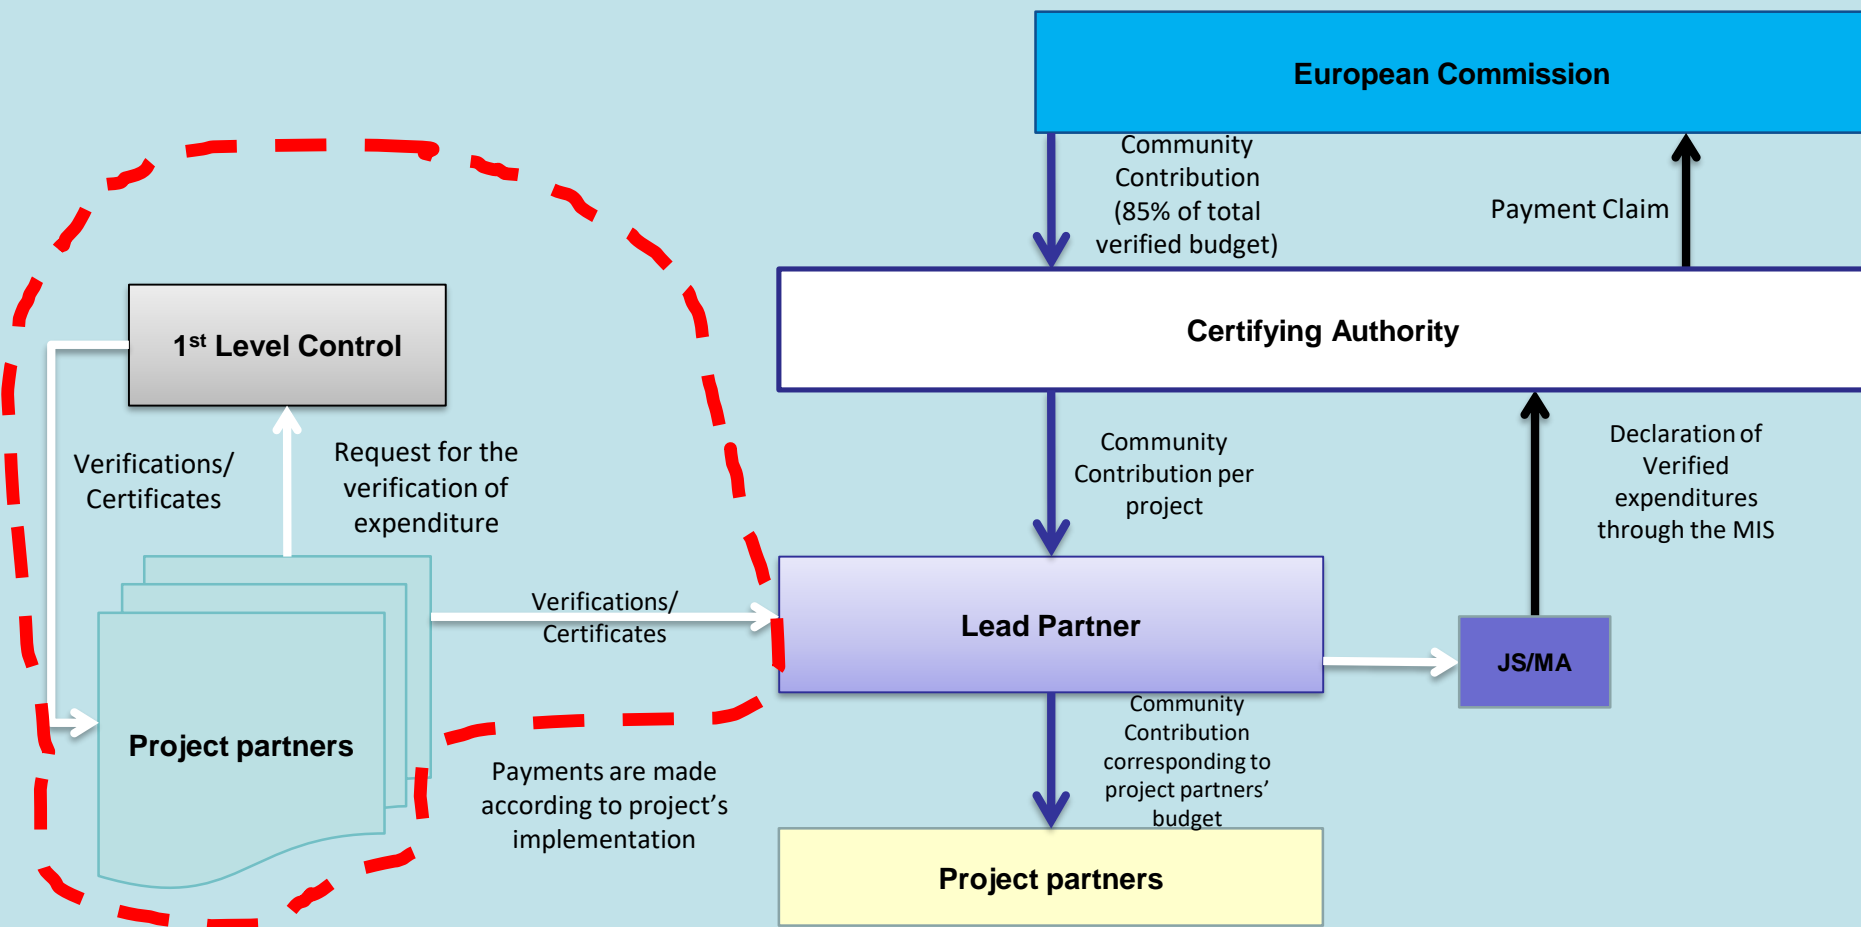 European Commission
Community
Contribution
(85% of total
verified budget)
Payment Claim
Certifying Authority
1st Level Control
Verifications/
Certificates
Request for the
verification of
expenditure
Community
Contribution per
project
Declaration of
Verified
expenditures
through the MIS
Verifications/
Certificates
Lead Partner
JS/MA
Project partners
Payments are made
according to project’s
implementation
Community
Contribution
corresponding to
project partners’
budget
Project partners